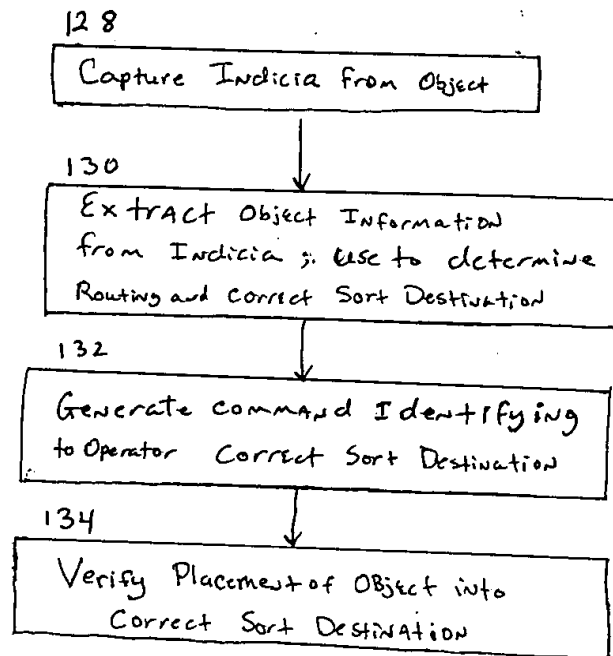 128
Capture Indicia from Object
130
Extract Object Information
from Indicia; use to determine
Routing and Correct Sort Destination
132
Generate command Identifying
to Operator Correct Sort Destination
134
Verify Placement of Object into
Correct Sort Destination